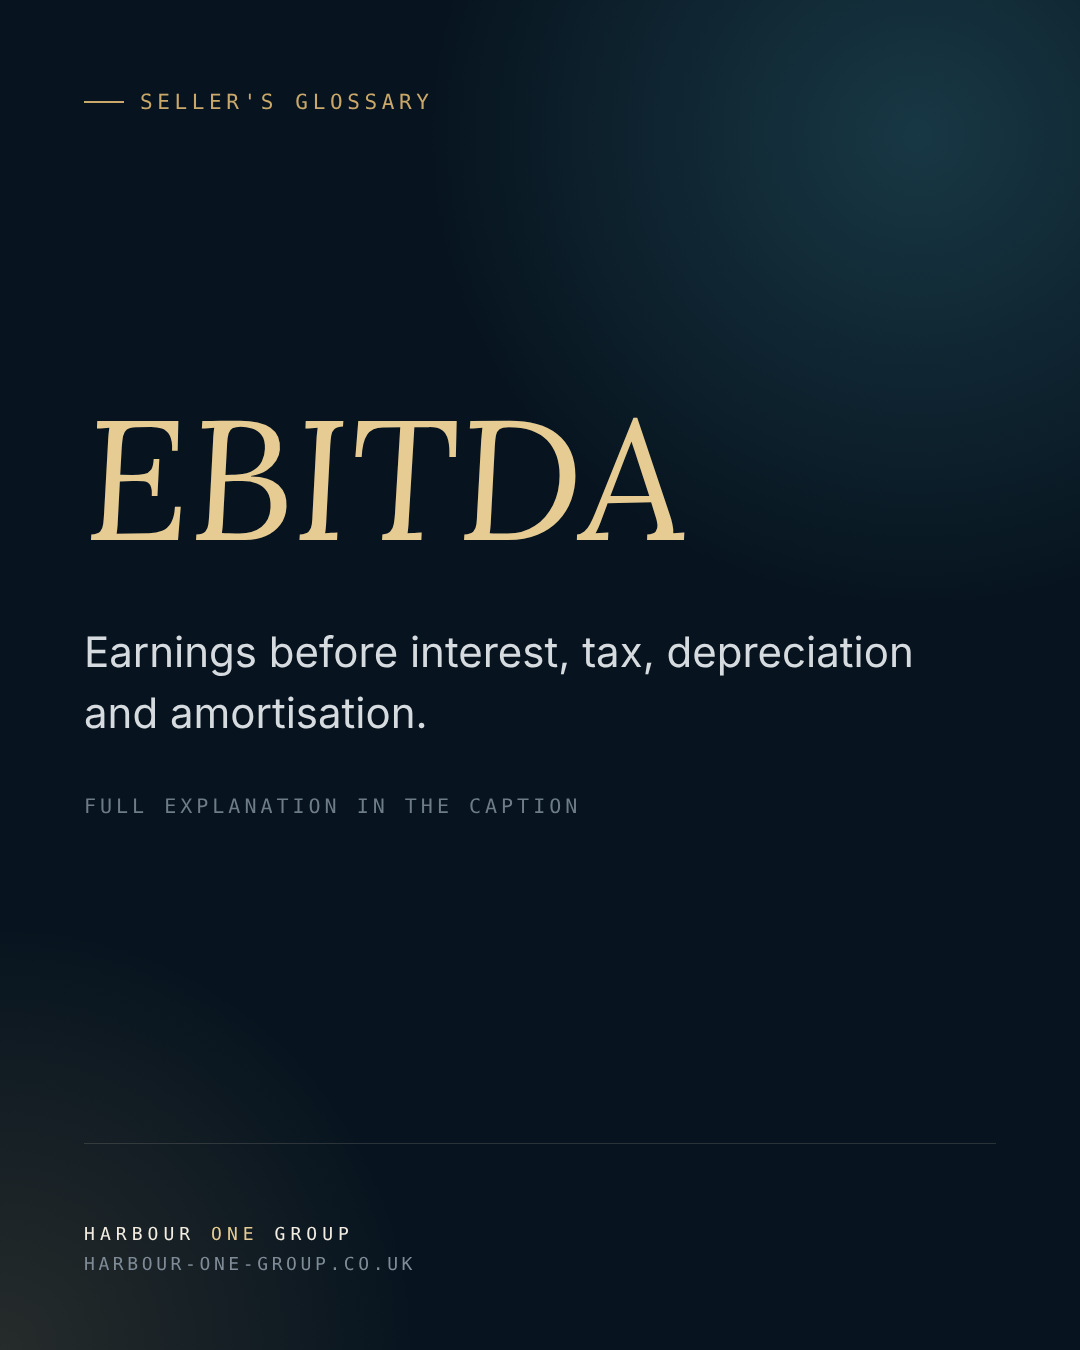 SELLER'S GLOSSARY
EBITDA
Earnings before interest, tax, depreciation
and amortisation.
FULL EXPLANATION IN THE CAPTION
HARBOUR ONE GROUP
HARBOUR-ONE-GROUP.CO.UK